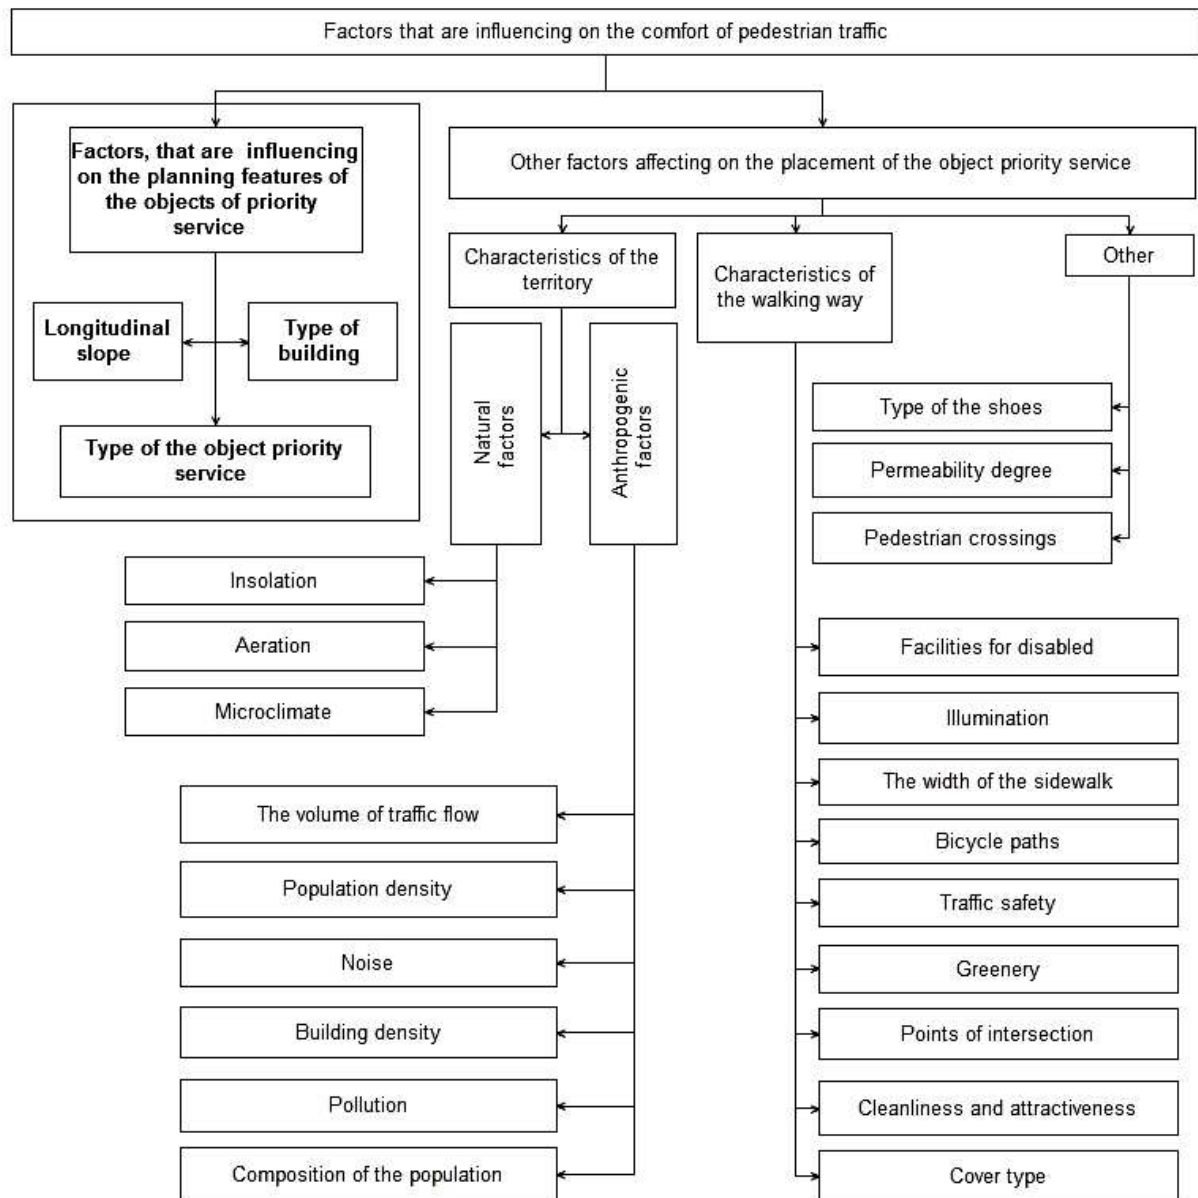 Factors that are influencing on the comfort of pedestrian traffic
Factors, that are influencing
on the planning features of
the objects of priority
service
Other factors affecting on the placement of the object priority service
Characteristics of the
territory
Characteristics of
the walking way
Other
Longitudinal
slope
Type of
building
Type of the object priority
service
Natural
factors
Anthropogenic
factors
Type of the shoes
Permeability degree
Pedestrian crossings
Insolation
Aeration
Microclimate
The volume of traffic flow
Population density
Noise
Building density
Pollution
Composition of the population
Facilities for disabled
Illumination
The width of the sidewalk
Bicycle paths
Traffic safety
Greenery
Points of intersection
Cleanliness and attractiveness
Cover type